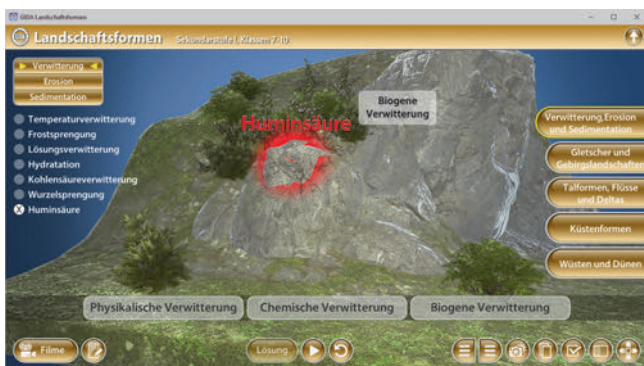 GIDA Landschaftsformen
Landschaftsformen Sekundarstufe I, Klassen 7-10
Verwitterung
Erosion
Sedimentation
Temperaturverwitterung
Frostsprengung
Lösungsverwitterung
Hydratation
Kohlensäureverwitterung
Wurzelsprengung
X Huminsäure
Huminsäure
Biogene
Verwitterung
Verwitterung, Erosion
und Sedimentation
Gletscher und
Gebirgslandschaften
Talformen, Flüsse
und Deltas
Küstenformen
Wüsten und Dünen
Physikalische Verwitterung
Chemische Verwitterung
Biogene Verwitterung
Filme
Lösung